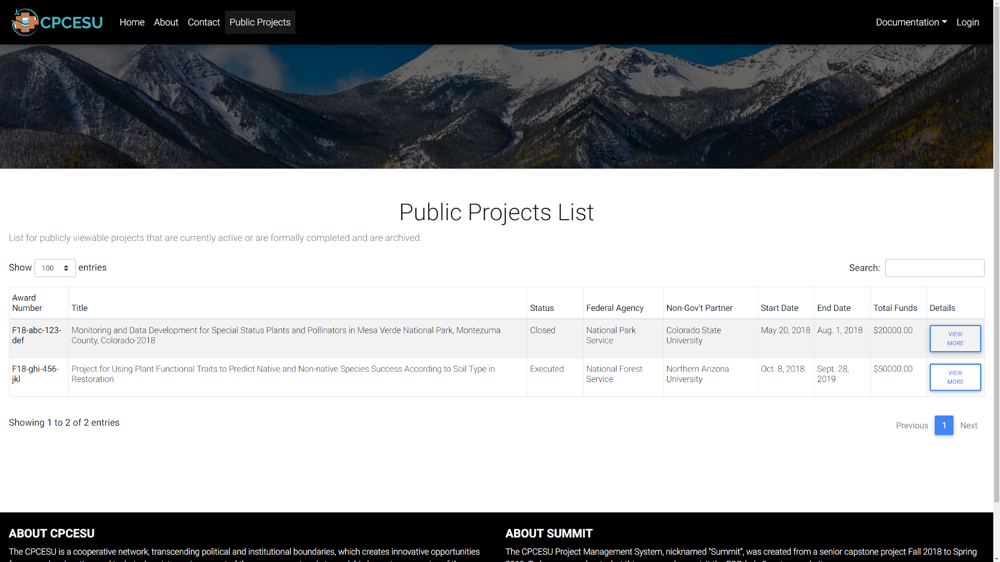 CPCESU
Home About Contact Public Projects Documentation Login
Public Projects List
List for publicly viewable projects that are currently active or are formally completed and are archived.
Show 100 entries
Search:
Award Number Title Status Federal Agency Non-Gov't Partner Start Date End Date Total Funds Details
F18-abc-123-def Monitoring and Data Development for Special Status Plants and Pollinators in Mesa Verde National Park, Montezuma County, Colorado-2018 Closed National Park Service Colorado State University May 20, 2018 Aug. 1, 2018 $20000.00 VIEW MORE
F18-ghi-456-jkl Project for Using Plant Functional Traits to Predict Native and Non-native Species Success According to Soil Type in Restoration Executed National Forest Service Northern Arizona University Oct. 8, 2018 Sept. 28, 2019 $50000.00 VIEW MORE
Showing 1 to 2 of 2 entries
Previous 1 Next
ABOUT CPCESU
The CPCESU is a cooperative network, transcending political and institutional boundaries, which creates innovative opportunities
ABOUT SUMMIT
The CPCESU Project Management System, nicknamed "Summit", was created from a senior capstone project Fall 2018 to Spring